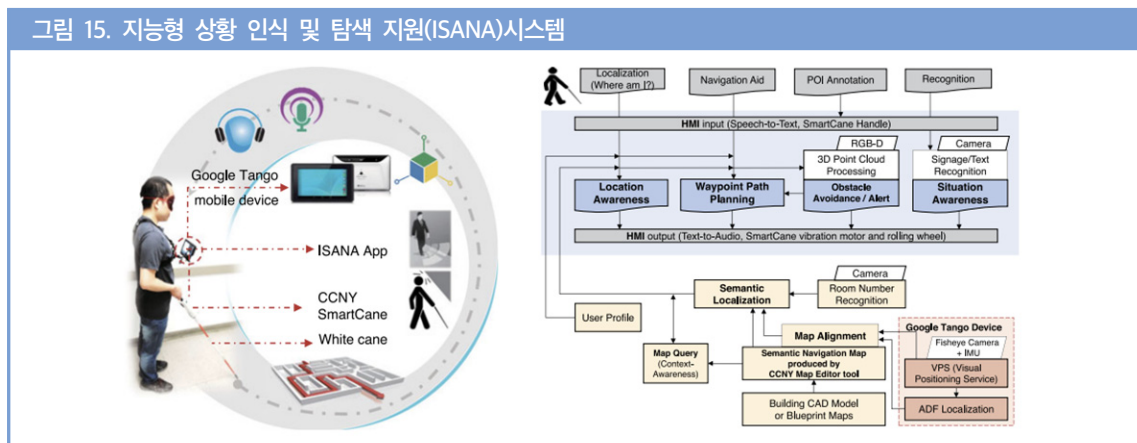 그림 15. 지능형 상황 인식 및 탐색 지원(ISANA)시스템
Google Tango
mobile device
ISANA App
CCNY
SmartCane
White cane
Localization
(Where am I?)
Navigation Aid
POI Annotation
Recognition
HMI input (Speech-to-Text, SmartCane Handle)
RGB-D
Camera
3D Point Cloud
Processing
Signage/Text
Recognition
Location
Awareness
Waypoint Path
Planning
Obstacle
Avoidance / Alert
Situation
Awareness
HMI output (Text-to-Audio, SmartCane vibration motor and rolling wheel)
Camera
Semantic
Localization
Room Number
Recognition
User Profile
Map Alignment
Google Tango Device
Fisheye Camera
+ IMU
Map Query
(Context-
Awareness)
Semantic Navigation Map
produced by
CCNY Map Editor tool
VPS (Visual
Positioning Service)
Building CAD Model
or Blueprint Maps
ADF Localization